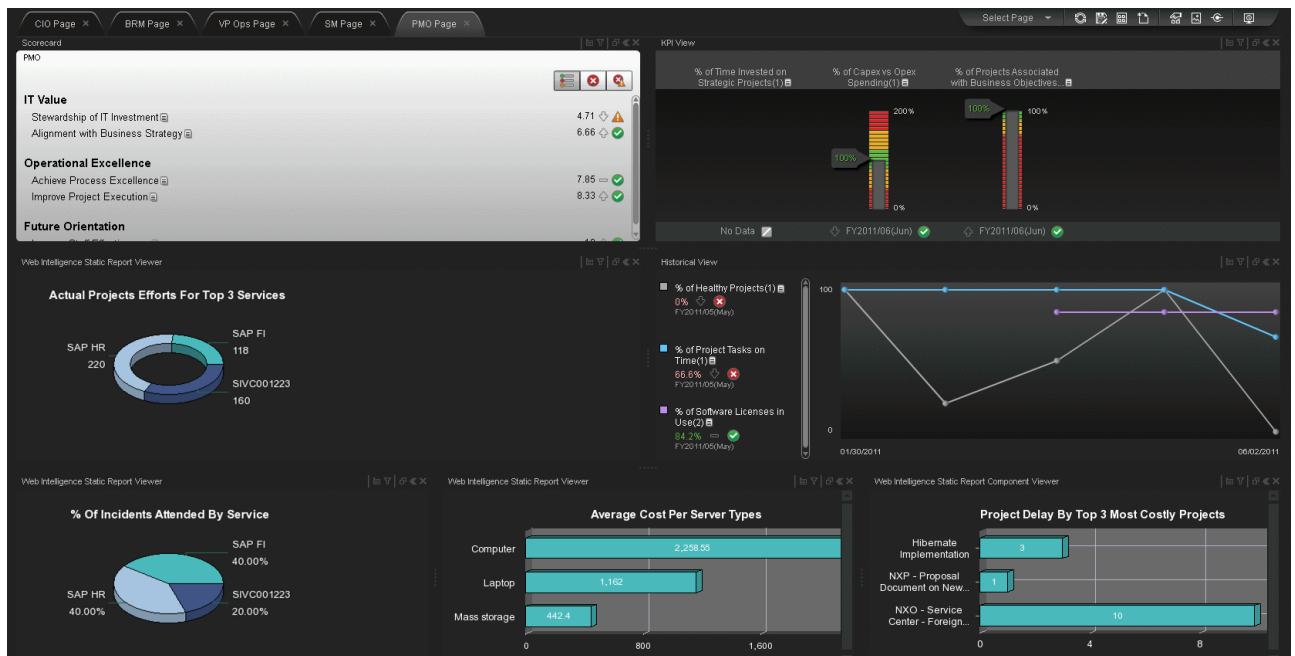 CIO Page ×
BRM Page ×
VP Ops Page ×
SM Page ×
PMO Page ×
Select Page
Scorecard
PMO
IT Value
Stewardship of IT Investment
4.71
Alignment with Business Strategy
6.66
Operational Excellence
Achieve Process Excellence
7.85
Improve Project Execution
8.33
Future Orientation
KPI View
% of Time Invested on
Strategic Projects(1)
% of Capex vs Opex
Spending(1)
% of Projects Associated
with Business Objectives...
200%
100%
0%
100%
100%
0%
No Data
FY2011/06(Jun)
FY2011/06(Jun)
Web Intelligence Static Report Viewer
Actual Projects Efforts For Top 3 Services
SAP FI
118
SAP HR
220
SIVC001223
160
Historical View
% of Healthy Projects(1)
0%
FY2011/05(May)
% of Project Tasks on
Time(1)
66.6%
FY2011/05(May)
% of Software Licenses in
Use(2)
84.2%
FY2011/05(May)
100
0
01/30/2011
06/02/2011
Web Intelligence Static Report Viewer
% Of Incidents Attended By Service
SAP FI
40.00%
SAP HR
40.00%
SIVC001223
20.00%
Web Intelligence Static Report Viewer
Average Cost Per Server Types
Computer
2,258.55
Laptop
1,162
Mass storage
442.4
0
800
1,600
Web Intelligence Static Report Component Viewer
Project Delay By Top 3 Most Costly Projects
Hibernate
Implementation
3
NXP - Proposal
Document on New...
1
NXO - Service
Center - Foreign...
10
0
4
8